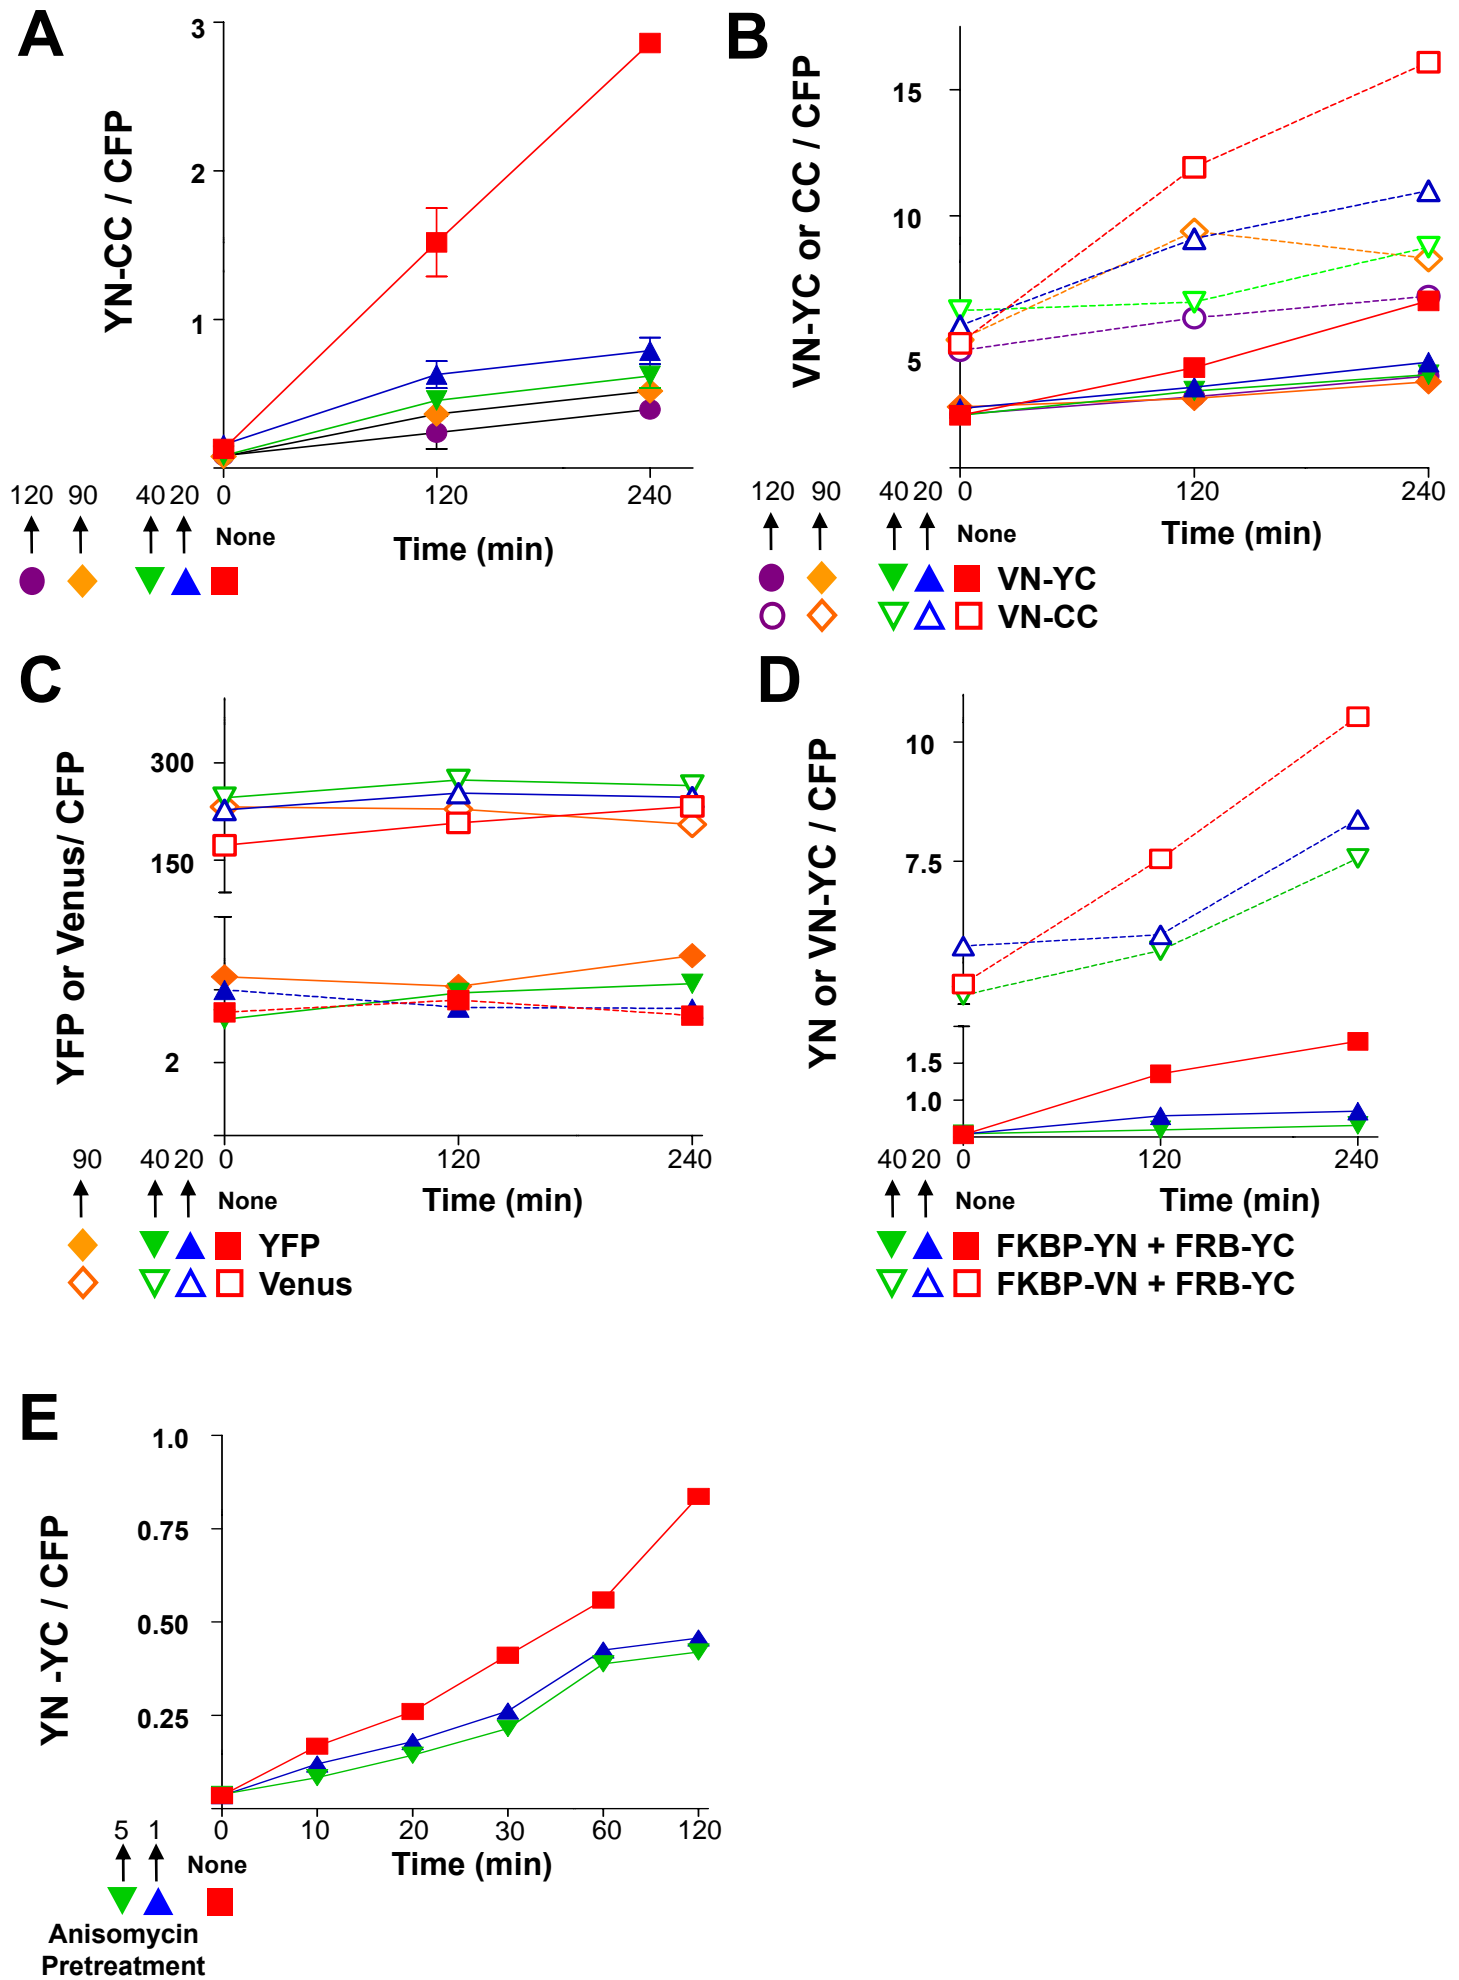 A
YN-CC / CFP
3
2
1
0
120
240
120
90
40
20
None
Time (min)
B
VN-YC or CC / CFP
15
10
5
0
120
240
120
90
40
20
None
Time (min)
VN-YC
VN-CC
C
YFP or Venus/ CFP
300
150
2
0
120
240
90
40
20
None
Time (min)
YFP
Venus
D
YN or VN-YC / CFP
10
7.5
1.5
1.0
0
120
240
40
20
None
Time (min)
FKBP-YN + FRB-YC
FKBP-VN + FRB-YC
E
YN -YC / CFP
1.0
0.75
0.50
0.25
0
10
20
30
60
120
5
1
None
Time (min)
Anisomycin
Pretreatment